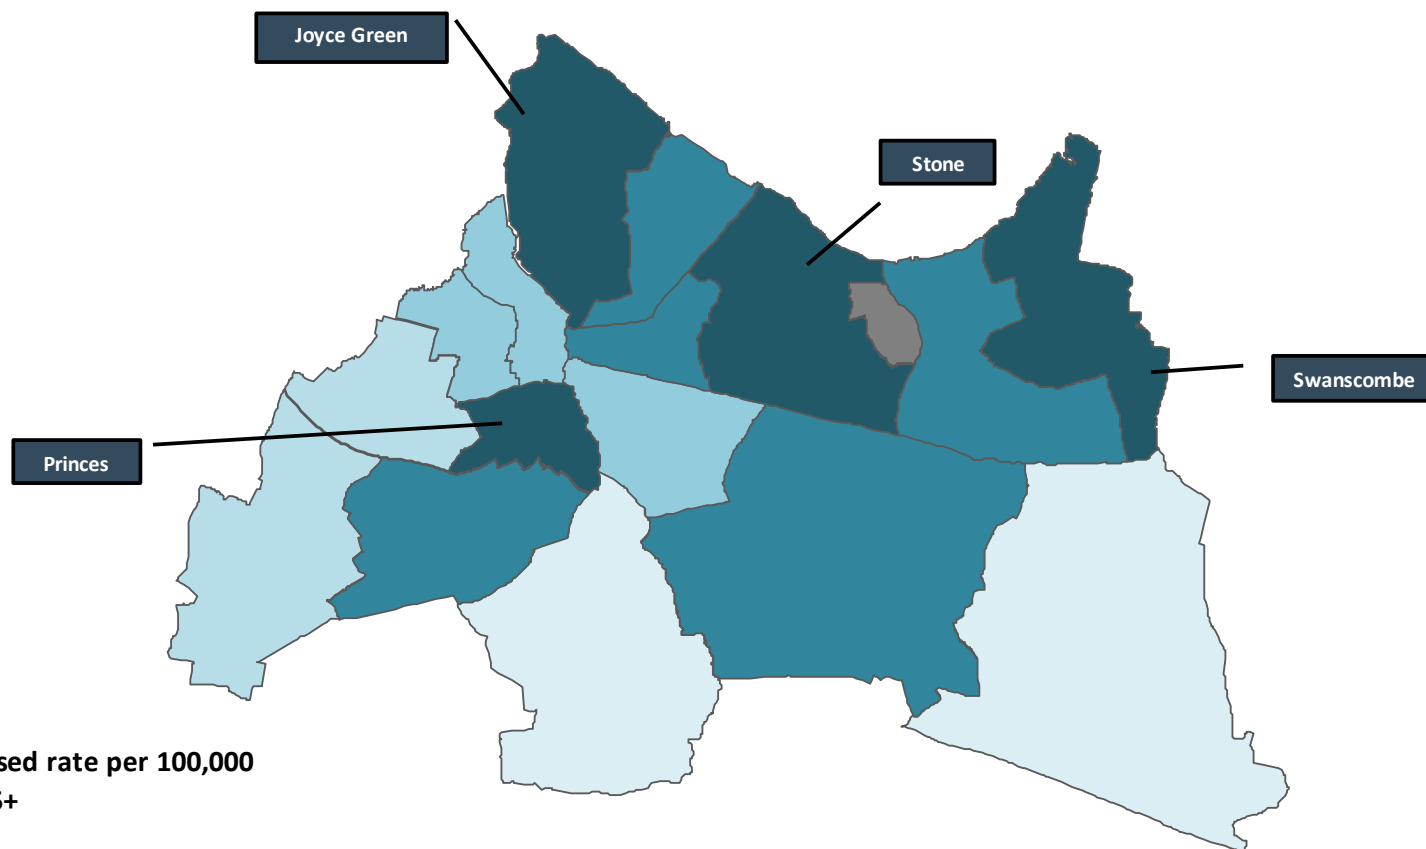 Joyce Green
Stone
Swanscombe
Princes
sed rate per 100,000
+